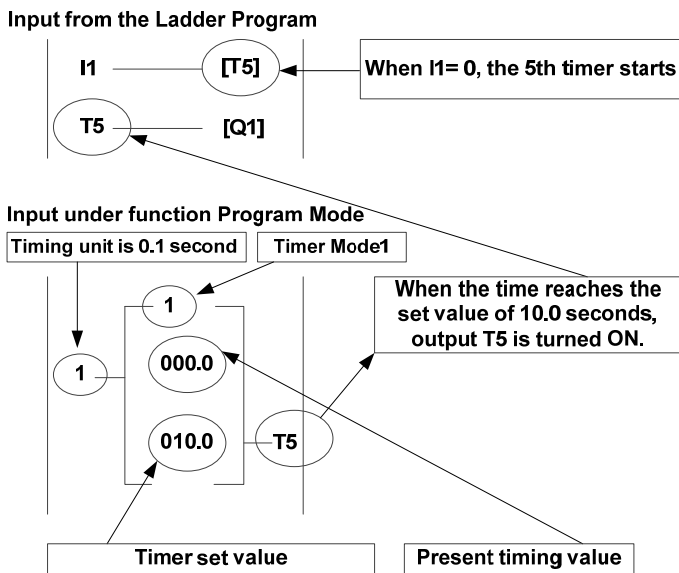 Input from the Ladder Program
I1 [T5]
When I1= 0, the 5th timer starts
T5 [Q1]
Input under function Program Mode
Timing unit is 0.1 second
Timer Mode1
1
When the time reaches the
set value of 10.0 seconds,
output T5 is turned ON.
000.0
1
010.0
T5
Timer set value
Present timing value